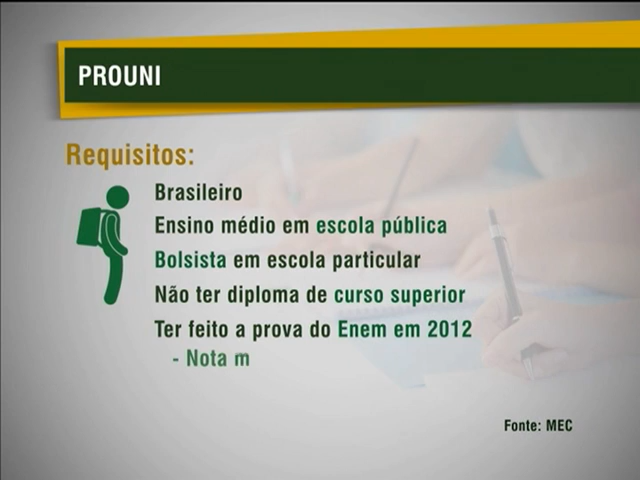 PROUNI
Requisitos:
Brasileiro
Ensino médio em escola pública
Bolsista em escola particular
Não ter diploma de curso superior
Ter feito a prova do Enem em 2012
- Nota m
Fonte: MEC